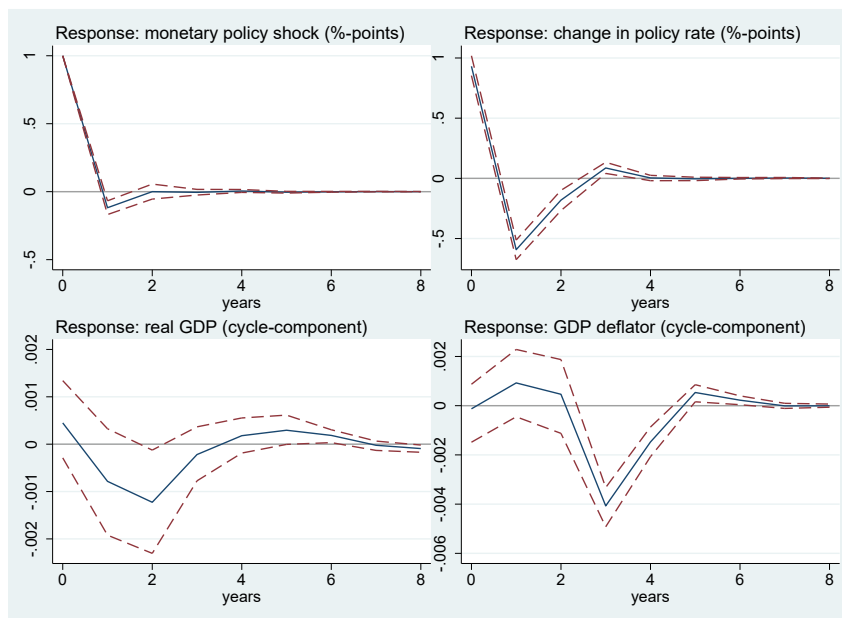 Response: monetary policy shock (%-points)
1
.5
0
-.5
0 2 4 6 8
years
Response: change in policy rate (%-points)
1
.5
0
-.5
0 2 4 6 8
years
Response: real GDP (cycle-component)
.002
.001
0
-.001
-.002
0 2 4 6 8
years
Response: GDP deflator (cycle-component)
.002
0
-.002
-.004
-.006
0 2 4 6 8
years